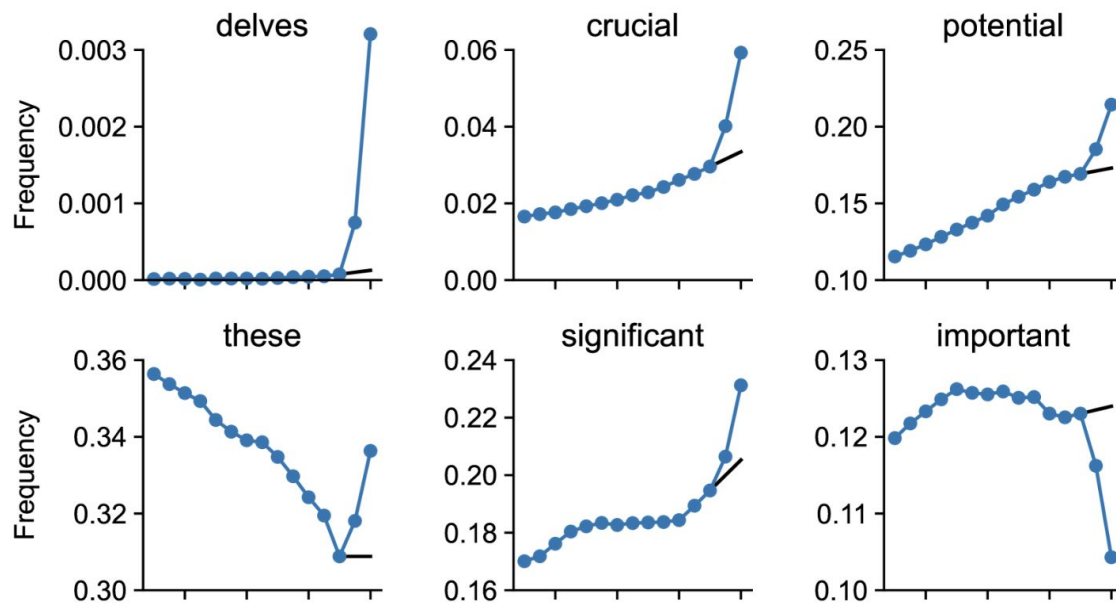 delves crucial potential
Frequency
0.003 0.06 0.25
0.002 0.04 0.20
0.001 0.02 0.15
0.000 0.00 0.10
these significant important
Frequency
0.36 0.24 0.13
0.34 0.22 0.12
0.32 0.20 0.11
0.30 0.18 0.10
0.16